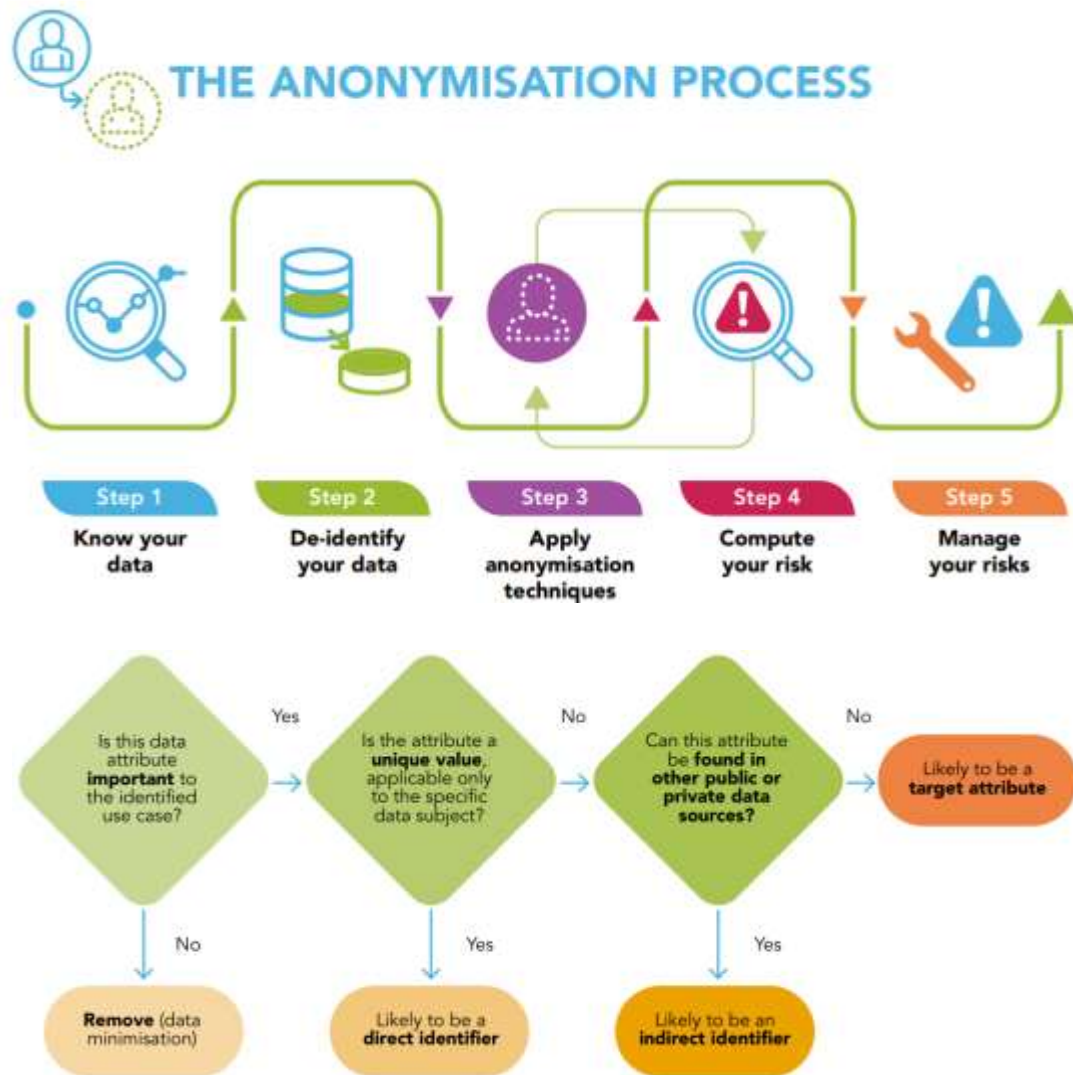 THE ANONYMISATION PROCESS
Step 1
Know your
data
Step 2
De-identify
your data
Step 3
Apply
anonymisation
techniques
Step 4
Compute
your risk
Step 5
Manage
your risks
Is this data
attribute
important to
the identified
use case?
Yes
Is the attribute a
unique value,
applicable only
to the specific
data subject?
No
Can this attribute
be found in
other public or
private data
sources?
No
Likely to be a
target attribute
No
Remove (data
minimisation)
Yes
Likely to be a
direct identifier
Yes
Likely to be an
indirect identifier